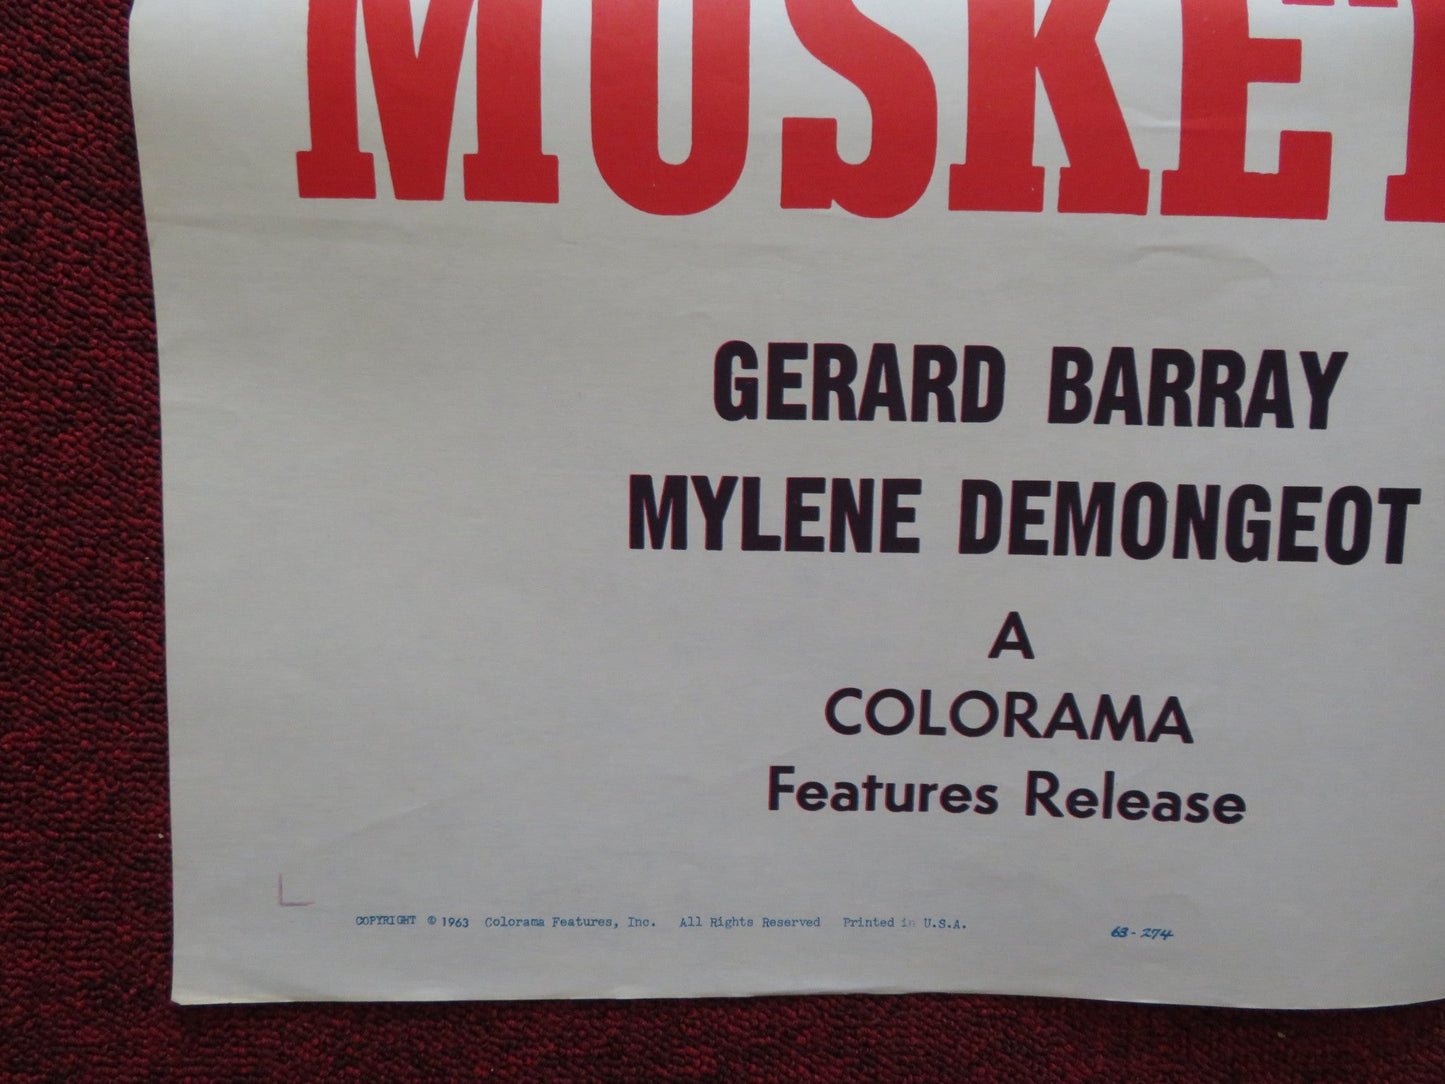 MUSKET
GERARD BARRAY
MYLENE DEMONGEOT
A
COLORAMA
Features Release
COPYRIGHT © 1963 Colorama Features, Inc. All Rights Reserved Printed in U.S.A. 63-274